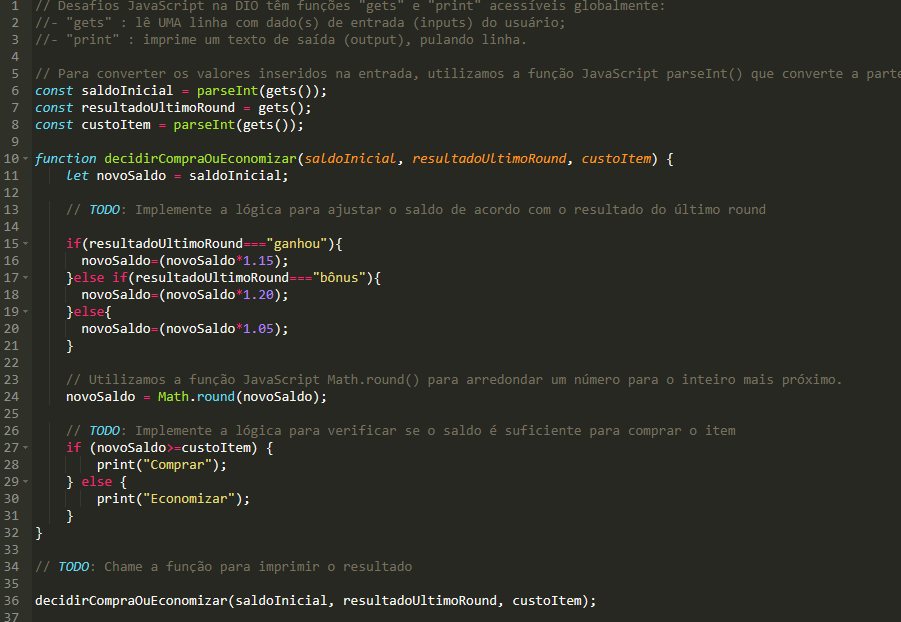 1 // Desafios JavaScript na DIO têm funções "gets" e "print" acessíveis globalmente:
2 //- "gets" : lê UMA linha com dado(s) de entrada (inputs) do usuário;
3 //- "print" : imprime um texto de saída (output), pulando linha.
4
5 // Para converter os valores inseridos na entrada, utilizamos a função JavaScript parseInt() que converte a parte
6 const saldoInicial = parseInt(gets());
7 const resultadoUltimoRound = gets();
8 const custoItem = parseInt(gets());
9
10 function decidirCompraOuEconomizar(saldoInicial, resultadoUltimoRound, custoItem) {
11     let novoSaldo = saldoInicial;
12
13     // TODO: Implemente a lógica para ajustar o saldo de acordo com o resultado do último round
14
15     if(resultadoUltimoRound==="ganhou"){
16       novoSaldo=(novoSaldo*1.15);
17     }else if(resultadoUltimoRound==="bônus"){
18       novoSaldo=(novoSaldo*1.20);
19     }else{
20       novoSaldo=(novoSaldo*1.05);
21     }
22
23     // Utilizamos a função JavaScript Math.round() para arredondar um número para o inteiro mais próximo.
24     novoSaldo = Math.round(novoSaldo);
25
26     // TODO: Implemente a lógica para verificar se o saldo é suficiente para comprar o item
27     if (novoSaldo>=custoItem) {
28         print("Comprar");
29     } else {
30         print("Economizar");
31     }
32 }
33
34 // TODO: Chame a função para imprimir o resultado
35
36 decidirCompraOuEconomizar(saldoInicial, resultadoUltimoRound, custoItem);
37